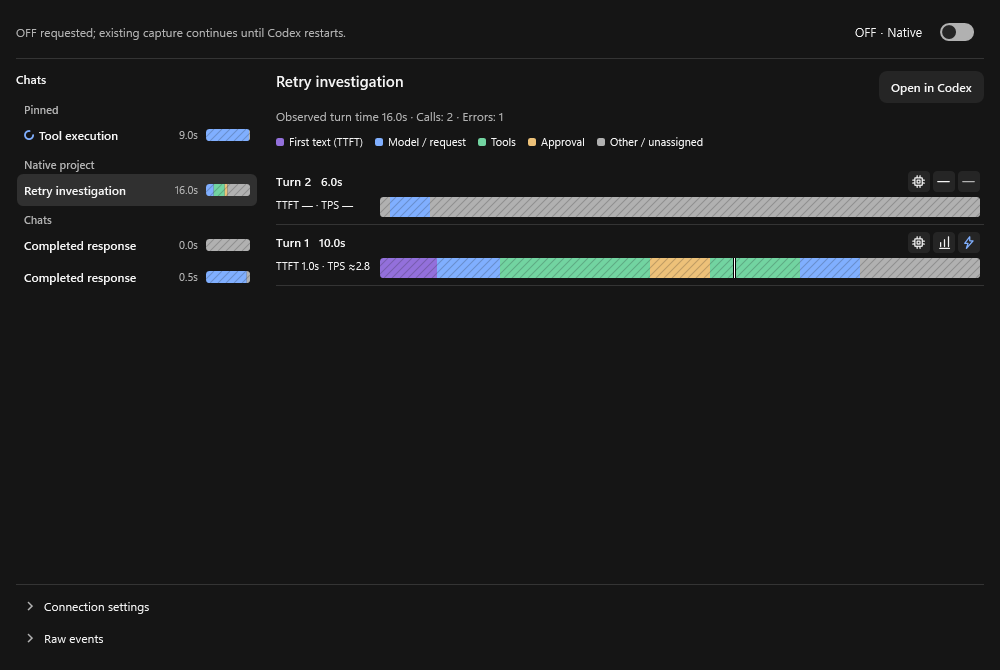 OFF requested; existing capture continues until Codex restarts.
OFF · Native
Chats
Pinned
Tool execution 9.0s
Native project
Retry investigation 16.0s
Chats
Completed response 0.0s
Completed response 0.5s
Retry investigation
Open in Codex
Observed turn time 16.0s · Calls: 2 · Errors: 1
First text (TTFT) Model / request Tools Approval Other / unassigned
Turn 2 6.0s
TTFT — · TPS —
Turn 1 10.0s
TTFT 1.0s · TPS ≈2.8
Connection settings
Raw events